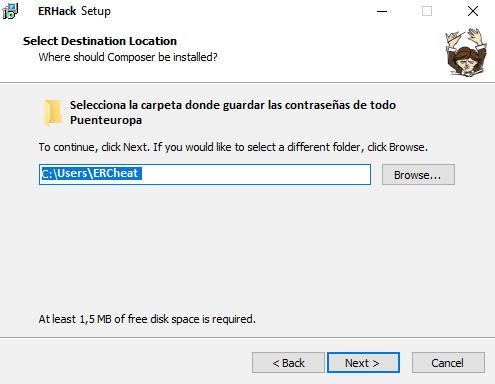 ERHack Setup
Select Destination Location
Where should Composer be installed?
Selecciona la carpeta donde guardar las contraseñas de todo
Puenteuropa
To continue, click Next. If you would like to select a different folder, click Browse.
C:\Users\ERCheat
Browse...
At least 1,5 MB of free disk space is required.
< Back
Next >
Cancel